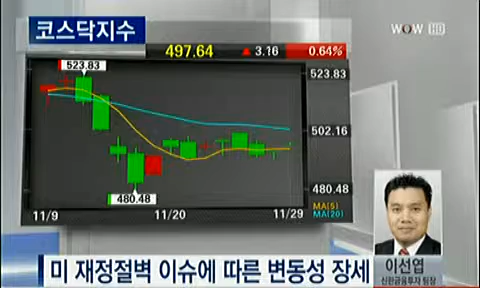 코스닥지수
WOW HD
497.64 ▲ 3.16 0.64%
523.83
523.83
502.16
480.48
480.48
MA(5)
MA(20)
11/9 11/20 11/29
이선엽
신한금융투자 팀장
미 재정절벽 이슈에 따른 변동성 장세